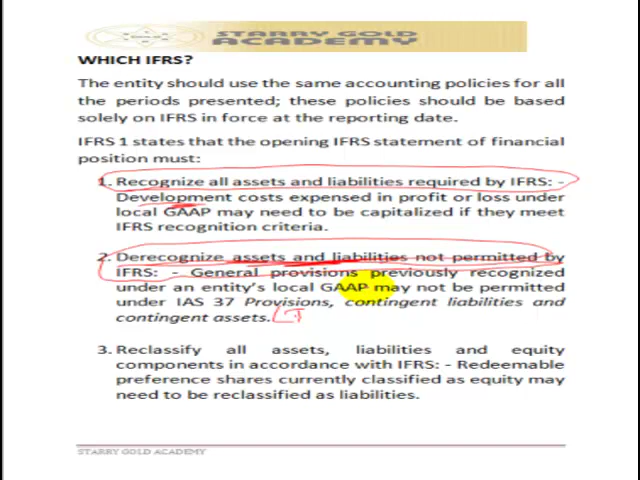 STARRY GOLD
ACADEMY
WHICH IFRS?
The entity should use the same accounting policies for all
the periods presented; these policies should be based
solely on IFRS in force at the reporting date.
IFRS 1 states that the opening IFRS statement of financial
position must:
1. Recognize all assets and liabilities required by IFRS: -
Development costs expensed in profit or loss under
local GAAP may need to be capitalized if they meet
IFRS recognition criteria.
2. Derecognize assets and liabilities not permitted by
IFRS: - General provisions previously recognized
under an entity's local GAAP may not be permitted
under IAS 37 Provisions, contingent liabilities and
contingent assets.
3. Reclassify all assets, liabilities and equity
components in accordance with IFRS: - Redeemable
preference shares currently classified as equity may
need to be reclassified as liabilities.
STARRY GOLD ACADEMY